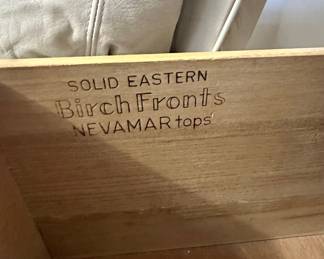 SOLID EASTERN
Birch Fronts
NEVAMAR tops